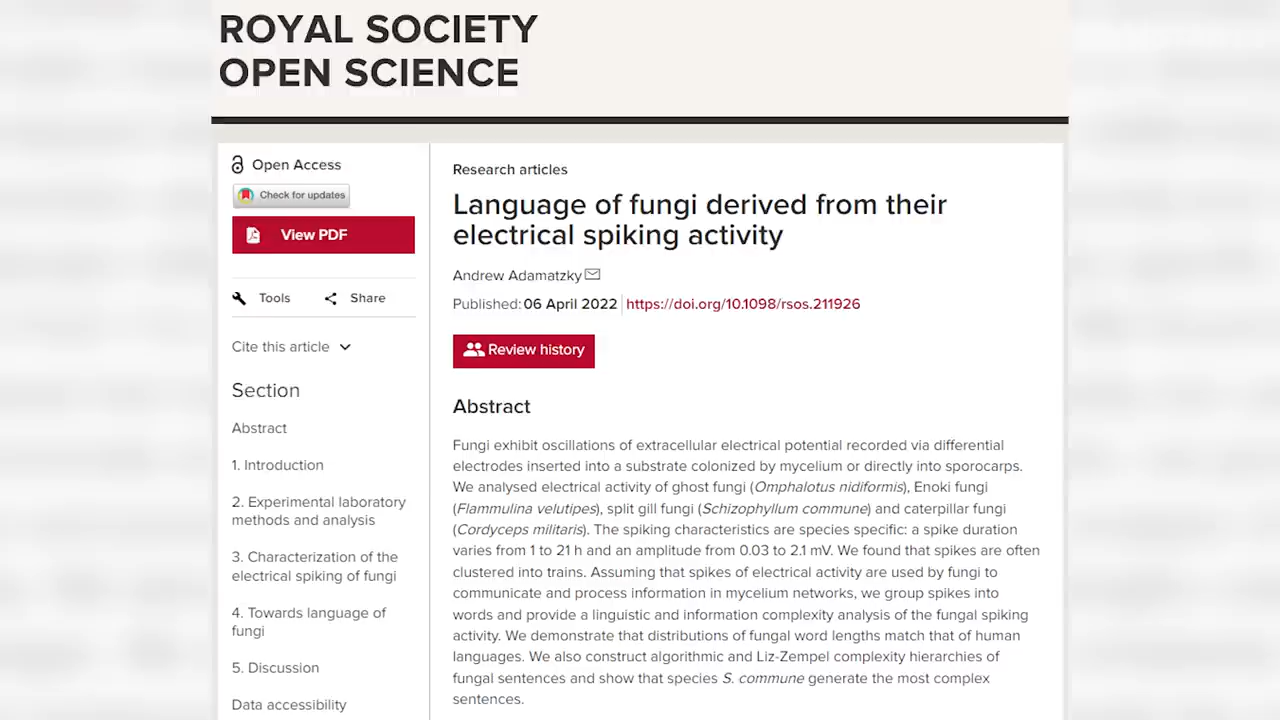 ROYAL SOCIETY
OPEN SCIENCE
Open Access
Check for updates
View PDF
Tools
Share
Cite this article
Section
Abstract
1. Introduction
2. Experimental laboratory
methods and analysis
3. Characterization of the
electrical spiking of fungi
4. Towards language of
fungi
5. Discussion
Data accessibility
Research articles
Language of fungi derived from their
electrical spiking activity
Andrew Adamatzky
Published: 06 April 2022 https://doi.org/10.1098/rsos.211926
Review history
Abstract
Fungi exhibit oscillations of extracellular electrical potential recorded via differential
electrodes inserted into a substrate colonized by mycelium or directly into sporocarps.
We analysed electrical activity of ghost fungi (Omphalotus nidiformis), Enoki fungi
(Flammulina velutipes), split gill fungi (Schizophyllum commune) and caterpillar fungi
(Cordyceps militaris). The spiking characteristics are species specific: a spike duration
varies from 1 to 21 h and an amplitude from 0.03 to 2.1 mV. We found that spikes are often
clustered into trains. Assuming that spikes of electrical activity are used by fungi to
communicate and process information in mycelium networks, we group spikes into
words and provide a linguistic and information complexity analysis of the fungal spiking
activity. We demonstrate that distributions of fungal word lengths match that of human
languages. We also construct algorithmic and Liz-Zempel complexity hierarchies of
fungal sentences and show that species S. commune generate the most complex
sentences.